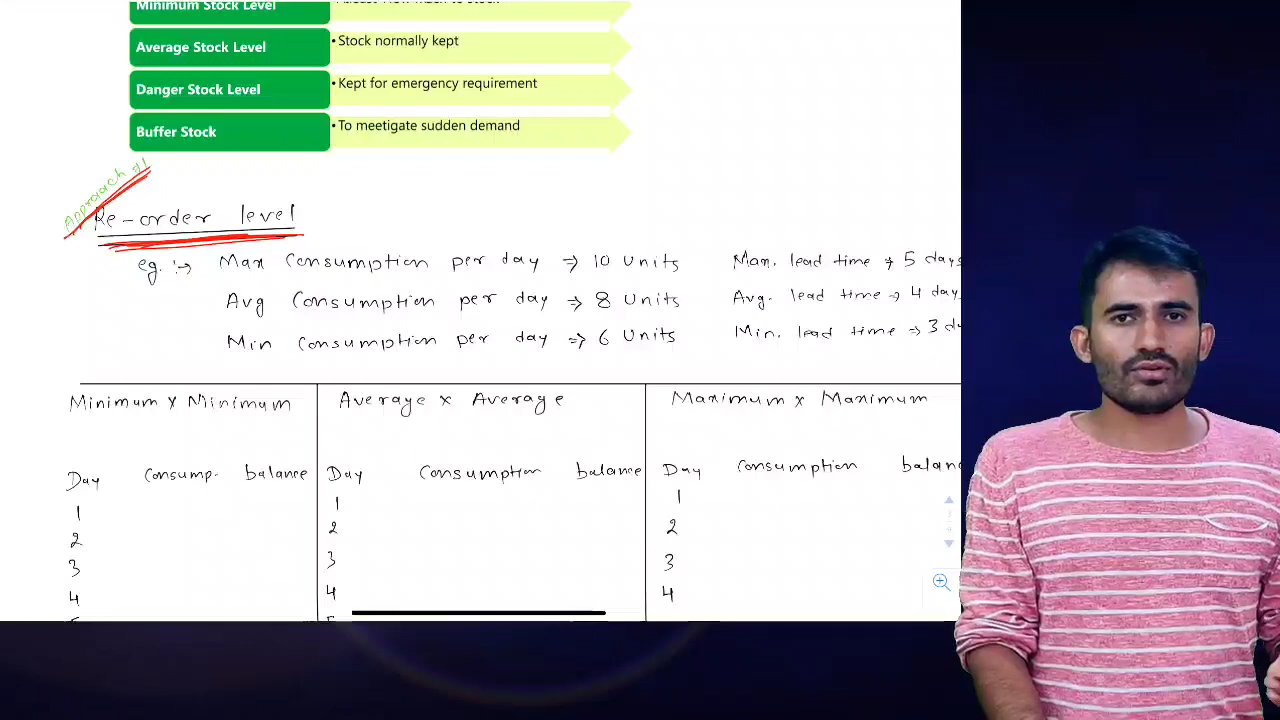 Minimum Stock Level
Average Stock Level
• Stock normally kept
Danger Stock Level
• Kept for emergency requirement
Buffer Stock
• To meetigate sudden demand
Approach #1
Re-order level
eg. :→ Max Consumption per day ⇒ 10 Units
Max. lead time → 5 days
Avg Consumption per day → 8 Units
Avg. lead time → 4 day
Min Consumption per day ⇒ 6 Units
Min. lead time → 3 da
Minimum x Minimum
Average x Average
Maximum x Maximum
Day Consump. balance
Day Consumption balance
Day Consumption balan
1 1 1
2 2 2
3 3 3
4 4 4